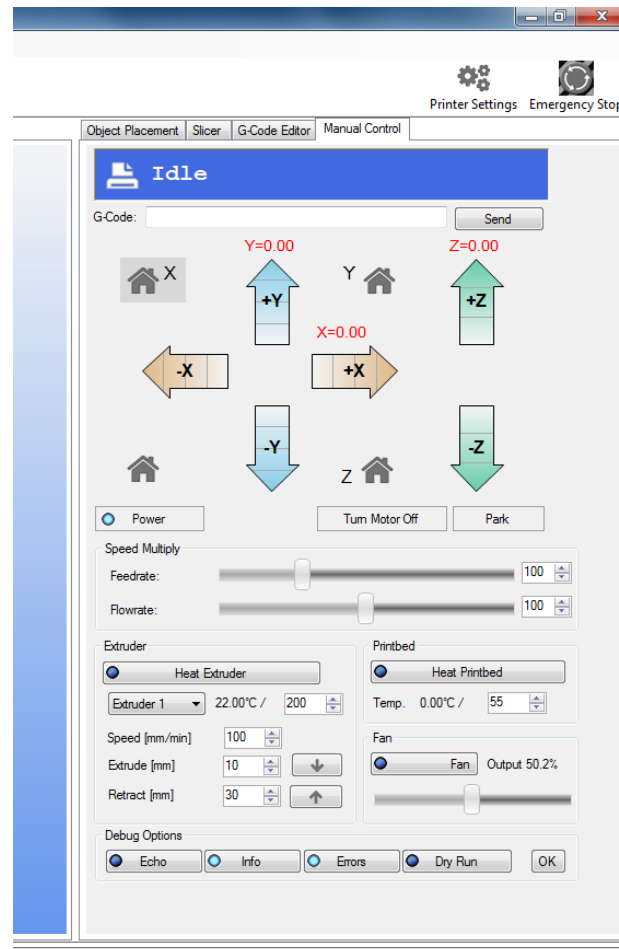 Printer Settings Emergency Stop
Object Placement Slicer G-Code Editor Manual Control
Idle
G-Code: Send
Y=0.00 Z=0.00
X +Y Y +Z
X=0.00
-X +X
-Y -Z
Z
Power Turn Motor Off Park
Speed Multiply
Feedrate: 100
Flowrate: 100
Extruder Printbed
Heat Extruder Heat Printbed
Extruder 1 22.00°C / 200 Temp. 0.00°C / 55
Speed [mm/min] 100 Fan
Extrude [mm] 10 Fan Output 50.2%
Retract [mm] 30
Debug Options
Echo Info Errors Dry Run OK